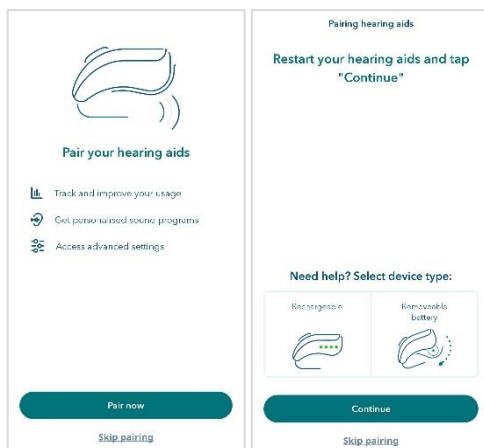 Pair your hearing aids
Track and improve your usage
Get personalised sound programs
Access advanced settings
Pair now
Skip pairing
Pairing hearing aids
Restart your hearing aids and tap
"Continue"
Need help? Select device type:
Rechargeable
Removeable
battery
Continue
Skip pairing